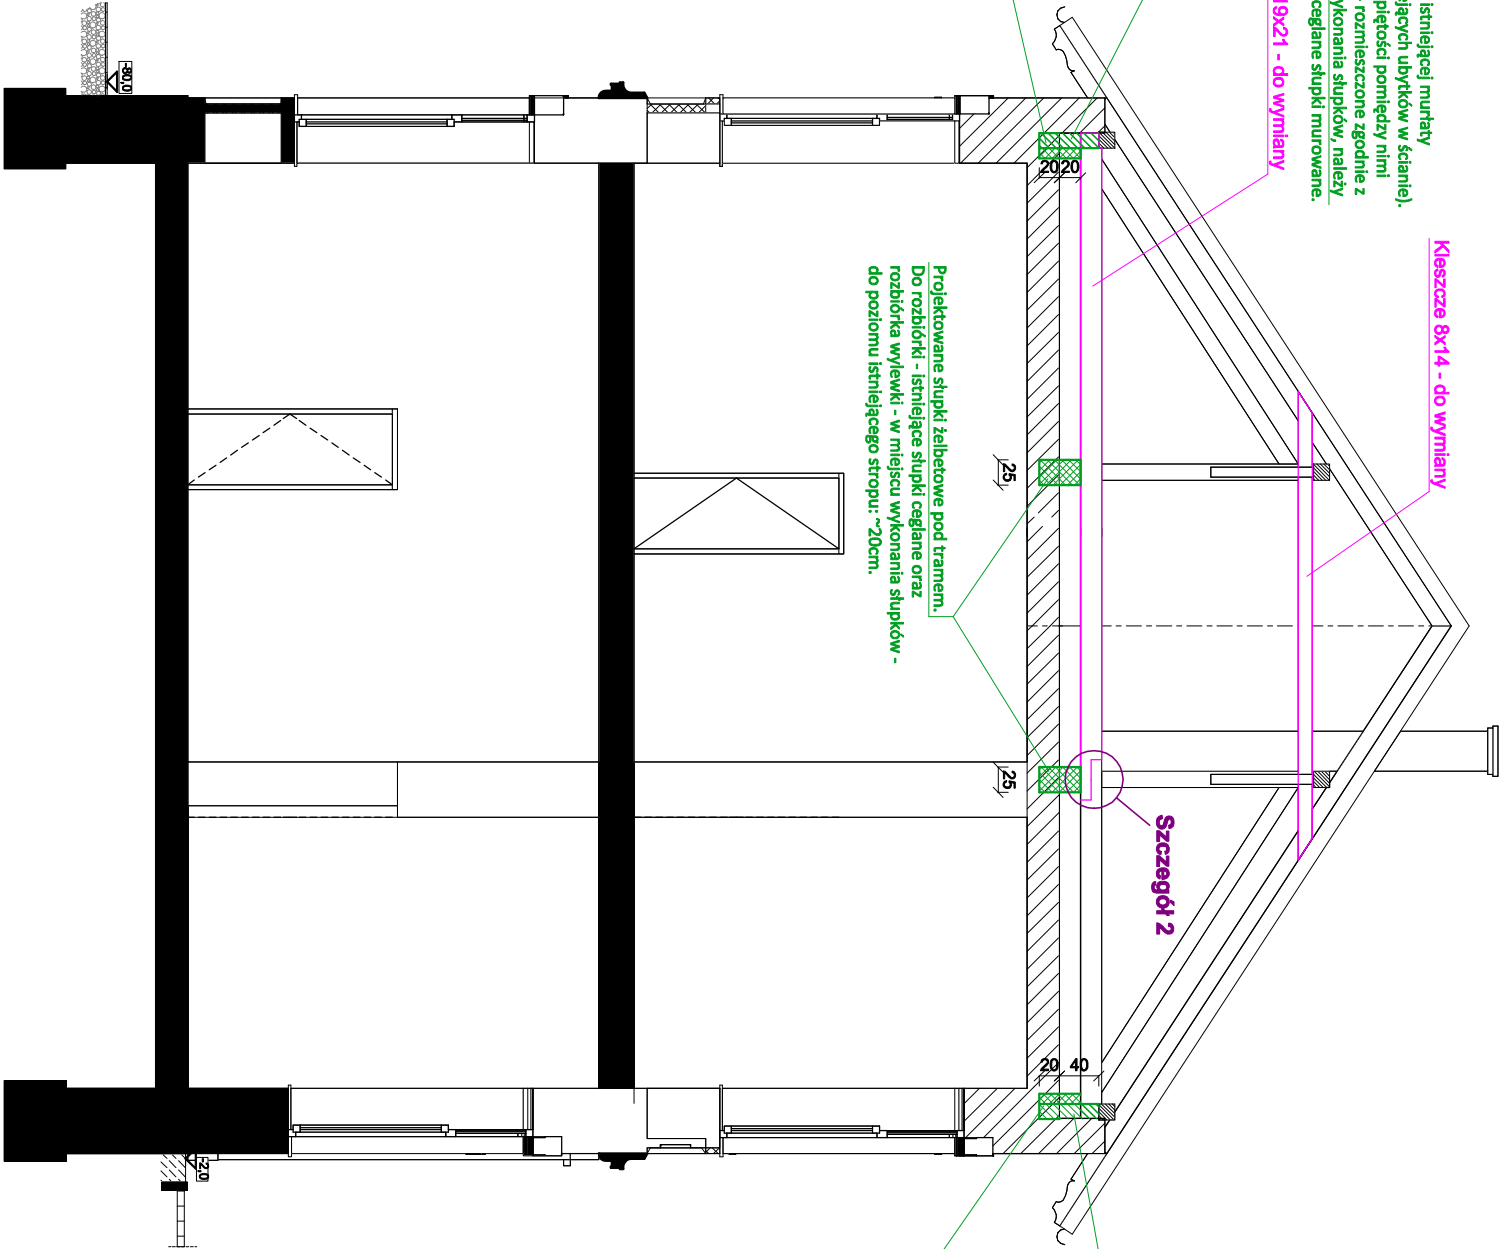 istniejącej murłaty
ejących ubytków w ścianie).
piętości pomiędzy nimi
rozmieszczone zgodnie z
ykonania słupków, należy
ceglane słupki murowane.
19x21 - do wymiany
Kleszcze 8x14 - do wymiany
Projektowane słupki żelbetowe pod tramem.
Do rozbiórki - istniejące słupki ceglane oraz
rozbiórka wylewki - w miejscu wykonania słupków -
do poziomu istniejącego stropu: ~20cm.
Szczegół 2
20
20
25
25
20
40
-80,0
-2,0